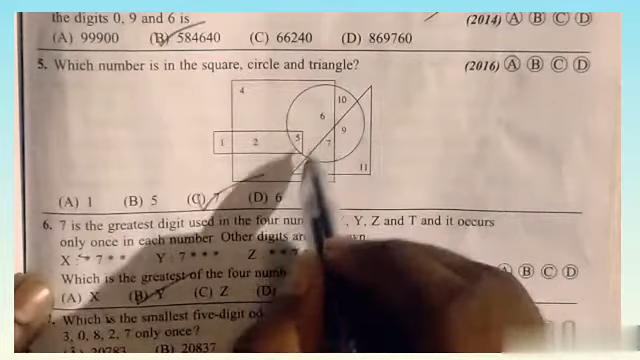 the digits 0, 9 and 6 is
(2014) A B C D
(A) 99900 (B) 584640 (C) 66240 (D) 869760
5. Which number is in the square, circle and triangle? (2016) A B C D
4
10
6
9
1 2 5
7
11
(A) 1 (B) 5 (C) 7 (D) 6
6. 7 is the greatest digit used in the four , Y, Z and T and it occurs
only once in each number Other digits
X : * 7 * * Y : 7 * * * Z : * * 7
Which is the greatest of the four numb
B C D
(A) X (B) Y (C) Z (D)
Which is the smallest five-digit od
3, 0, 8, 2, 7 only once?
20783 (B) 20837